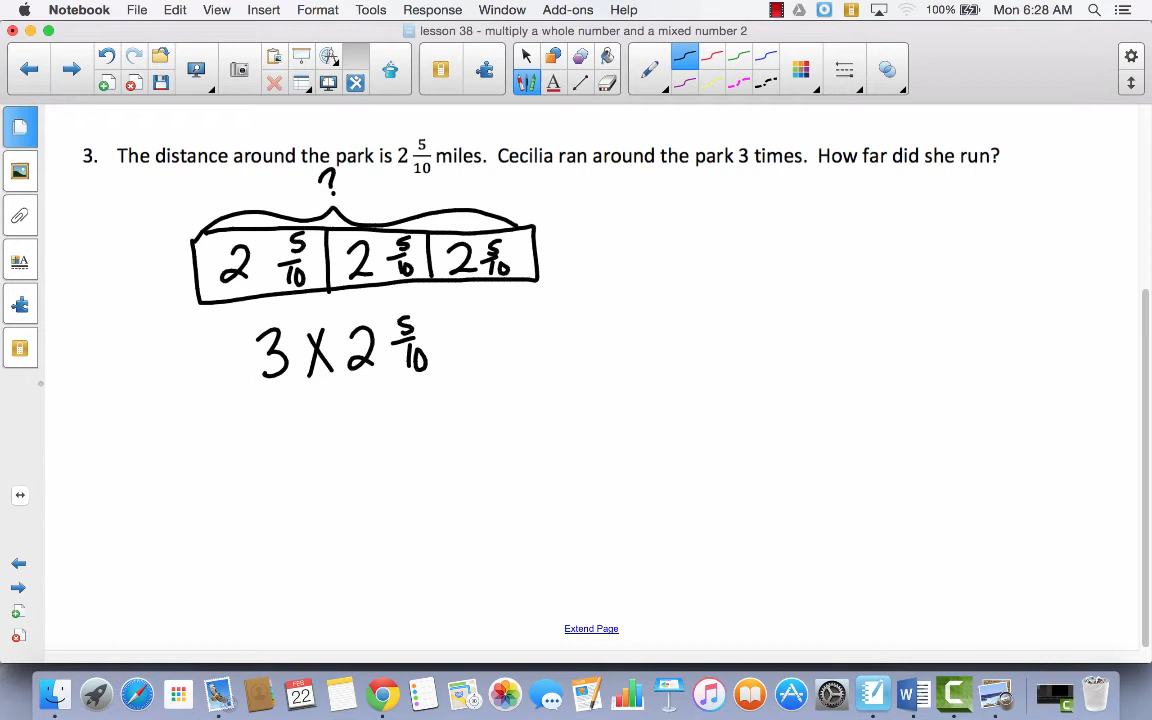 Notebook File Edit View Insert Format Tools Response Window Add-ons Help 100% Mon 6:28 AM
lesson 38 - multiply a whole number and a mixed number 2
3. The distance around the park is 2 5/10 miles. Cecilia ran around the park 3 times. How far did she run?
?
2 5/10 2 5/10 2 5/10
3 X 2 5/10
Extend Page
FEB 22